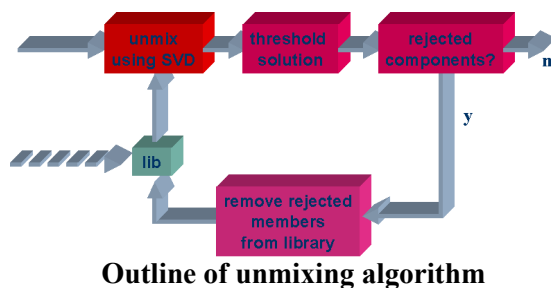 unmix
using SVD
threshold
solution
rejected
components?
n
y
lib
remove rejected
members
from library
Outline of unmixing algorithm